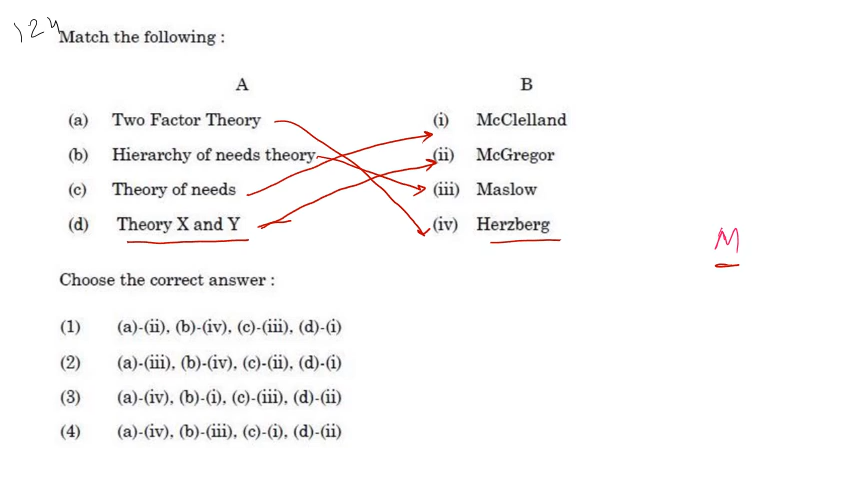 124
Match the following :
A B
(a) Two Factor Theory (i) McClelland
(b) Hierarchy of needs theory (ii) McGregor
(c) Theory of needs (iii) Maslow
(d) Theory X and Y (iv) Herzberg
M
Choose the correct answer :
(1) (a)-(ii), (b)-(iv), (c)-(iii), (d)-(i)
(2) (a)-(iii), (b)-(iv), (c)-(ii), (d)-(i)
(3) (a)-(iv), (b)-(i), (c)-(iii), (d)-(ii)
(4) (a)-(iv), (b)-(iii), (c)-(i), (d)-(ii)